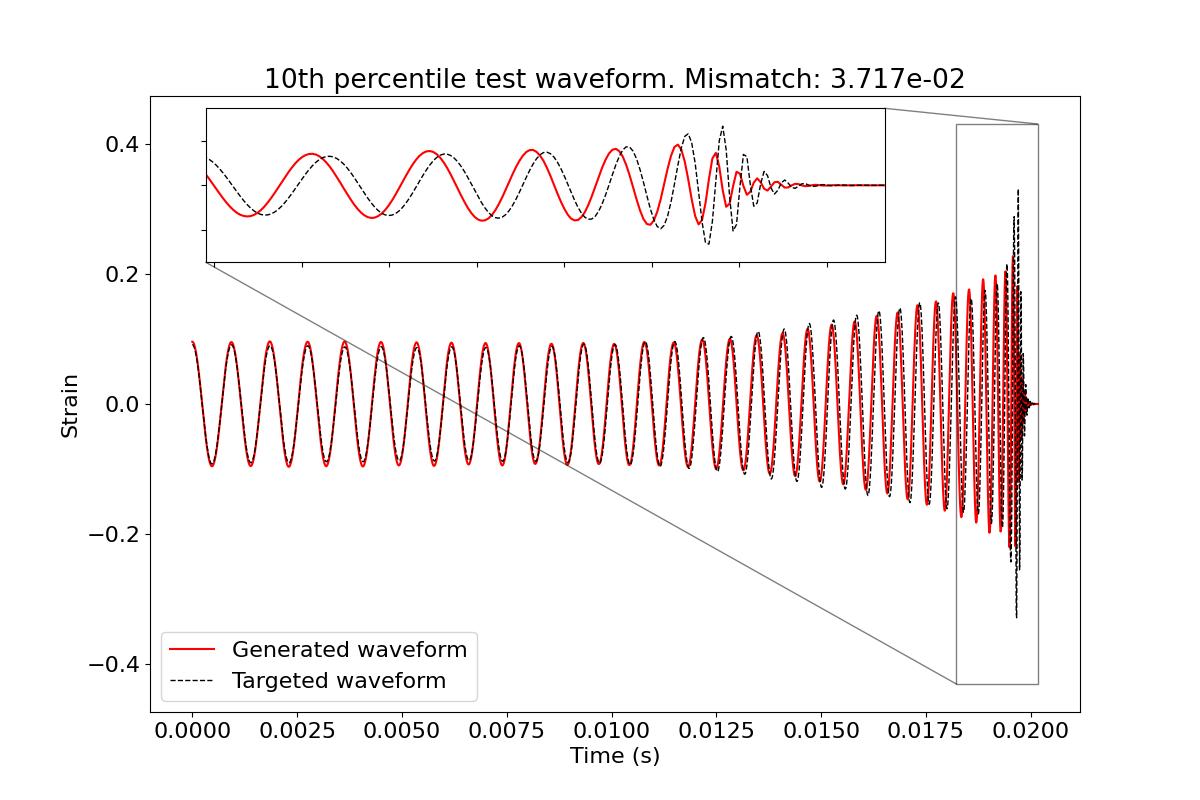 10th percentile test waveform. Mismatch: 3.717e-02
0.4
0.2
0.0
−0.2
−0.4
Strain
Generated waveform
Targeted waveform
0.0000 0.0025 0.0050 0.0075 0.0100 0.0125 0.0150 0.0175 0.0200
Time (s)